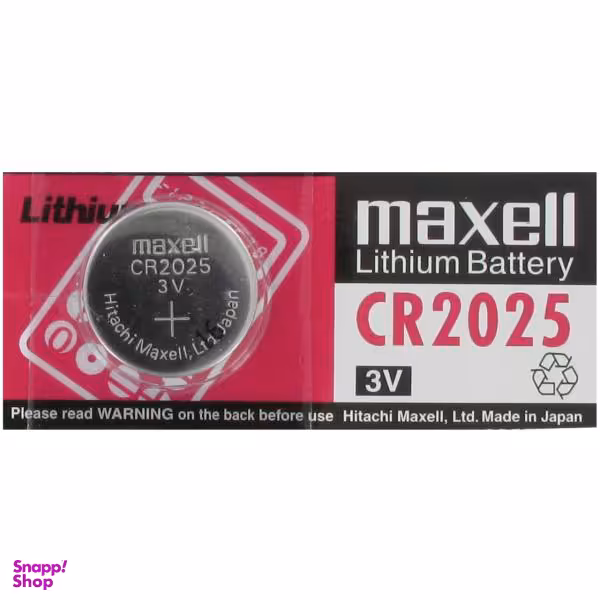 Lithiu
maxell
CR2025
3V
+
Hitachi Maxell, Ltd Japan
maxell
Lithium Battery
CR2025
3V
Please read WARNING on the back before use Hitachi Maxell, Ltd. Made in Japan
Snapp!
Shop